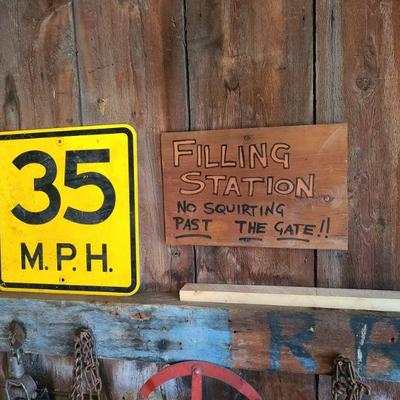 35
M.P.H.
FILLING
STATION
NO SQUIRTING
PAST THE GATE!!